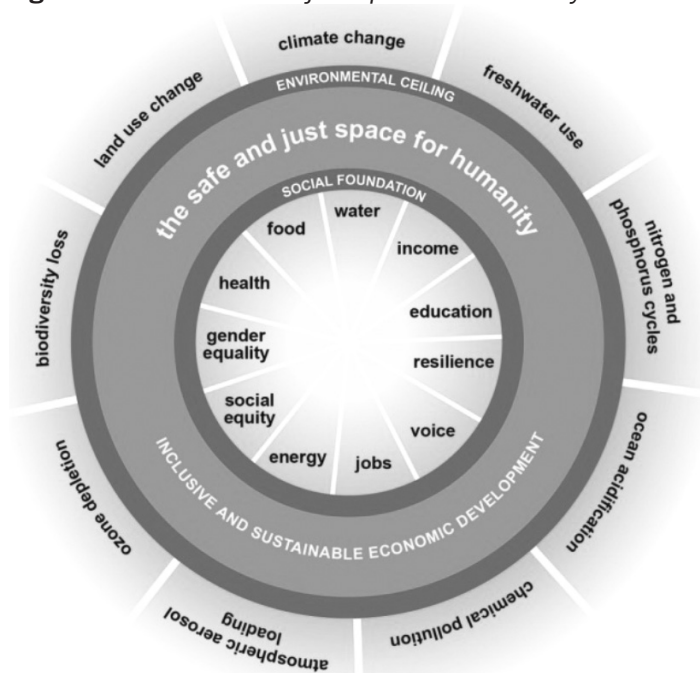 climate change
freshwater use
nitrogen and
phosphorus cycles
ocean acidification
chemical pollution
atmospheric aerosol
loading
ozone depletion
biodiversity loss
land use change
ENVIRONMENTAL CEILING
the safe and just space for humanity
SOCIAL FOUNDATION
water
income
education
resilience
voice
jobs
energy
social
equity
gender
equality
health
food
INCLUSIVE AND SUSTAINABLE ECONOMIC DEVELOPMENT